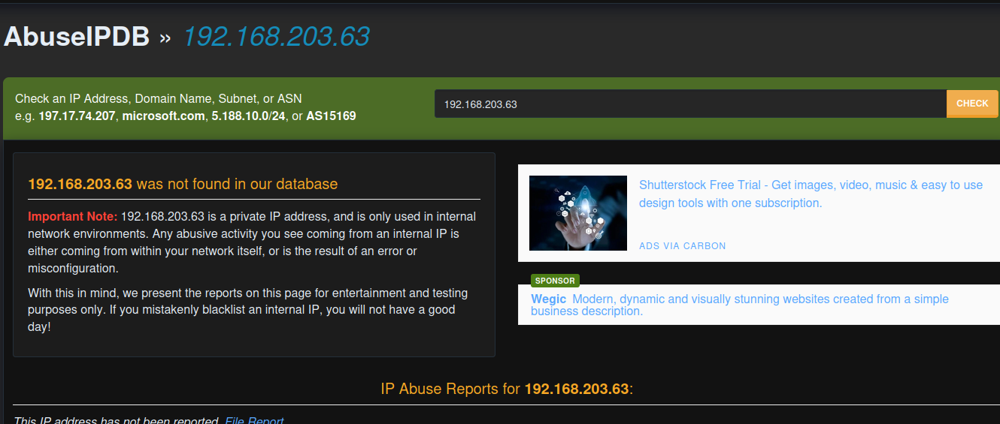 AbuseIPDB » 192.168.203.63
Check an IP Address, Domain Name, Subnet, or ASN
e.g. 197.17.74.207, microsoft.com, 5.188.10.0/24, or AS15169
192.168.203.63
CHECK
192.168.203.63 was not found in our database
Important Note: 192.168.203.63 is a private IP address, and is only used in internal
network environments. Any abusive activity you see coming from an internal IP is
either coming from within your network itself, or is the result of an error or
misconfiguration.
With this in mind, we present the reports on this page for entertainment and testing
purposes only. If you mistakenly blacklist an internal IP, you will not have a good
day!
Shutterstock Free Trial - Get images, video, music & easy to use
design tools with one subscription.
ADS VIA CARBON
SPONSOR
Wegic Modern, dynamic and visually stunning websites created from a simple
business description.
IP Abuse Reports for 192.168.203.63:
This IP address has not been reported. File Report